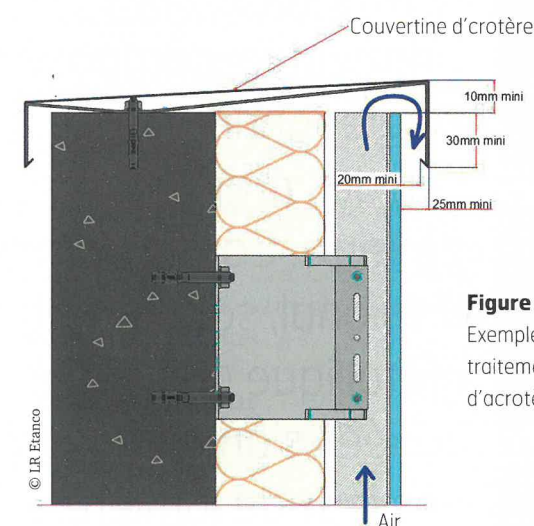 Couvertine d'crotère
10mm mini
30mm mini
20mm mini
25mm mini
Figure
Exemple
traiteme
d'acrote
© LR Etanco
Air